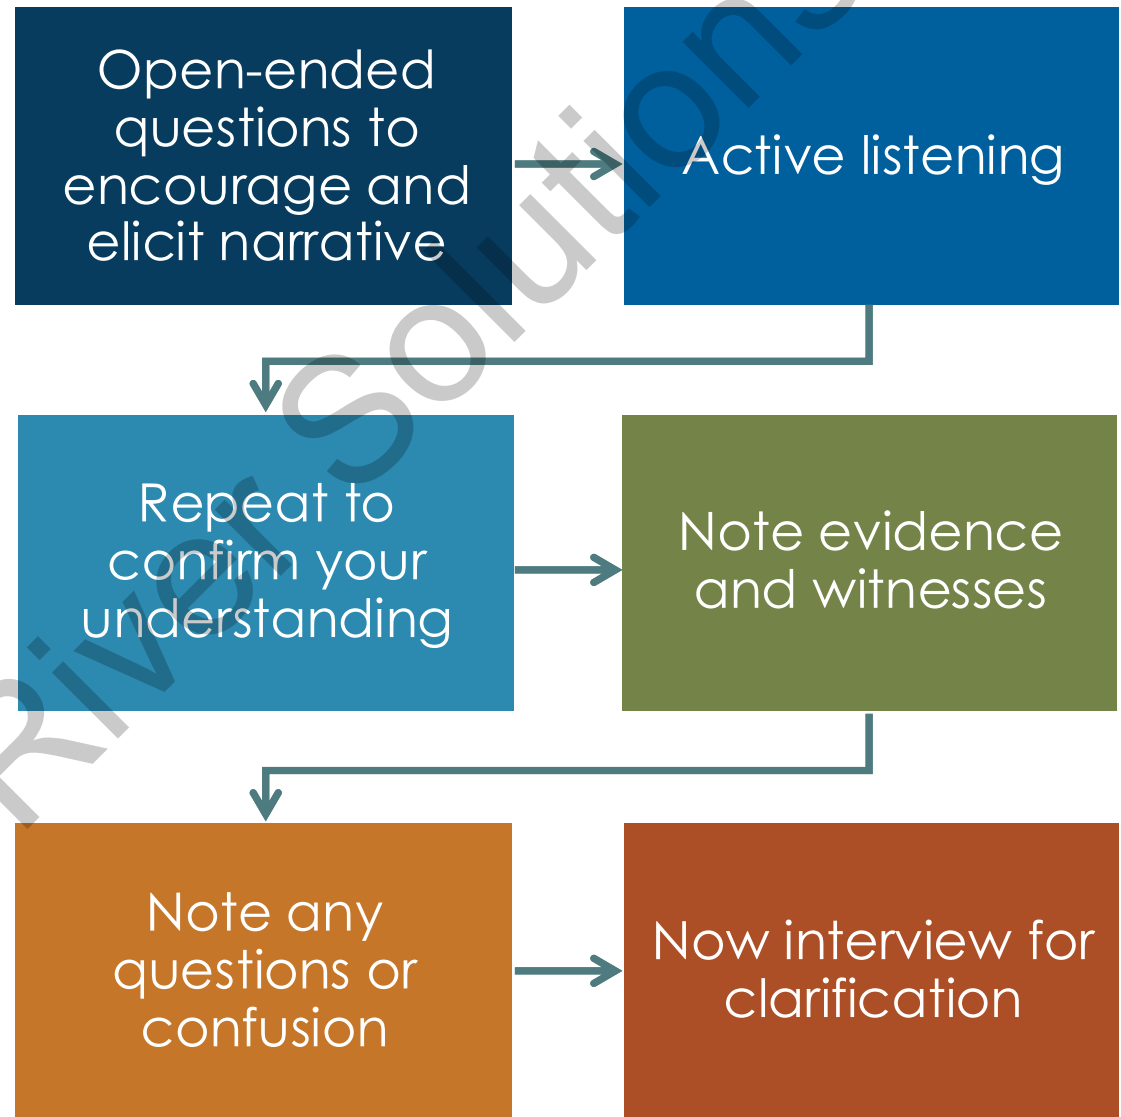 Open-ended
questions to
encourage and
elicit narrative
Active listening
Repeat to
confirm your
understanding
Note evidence
and witnesses
Note any
questions or
confusion
Now interview for
clarification
River Solutions